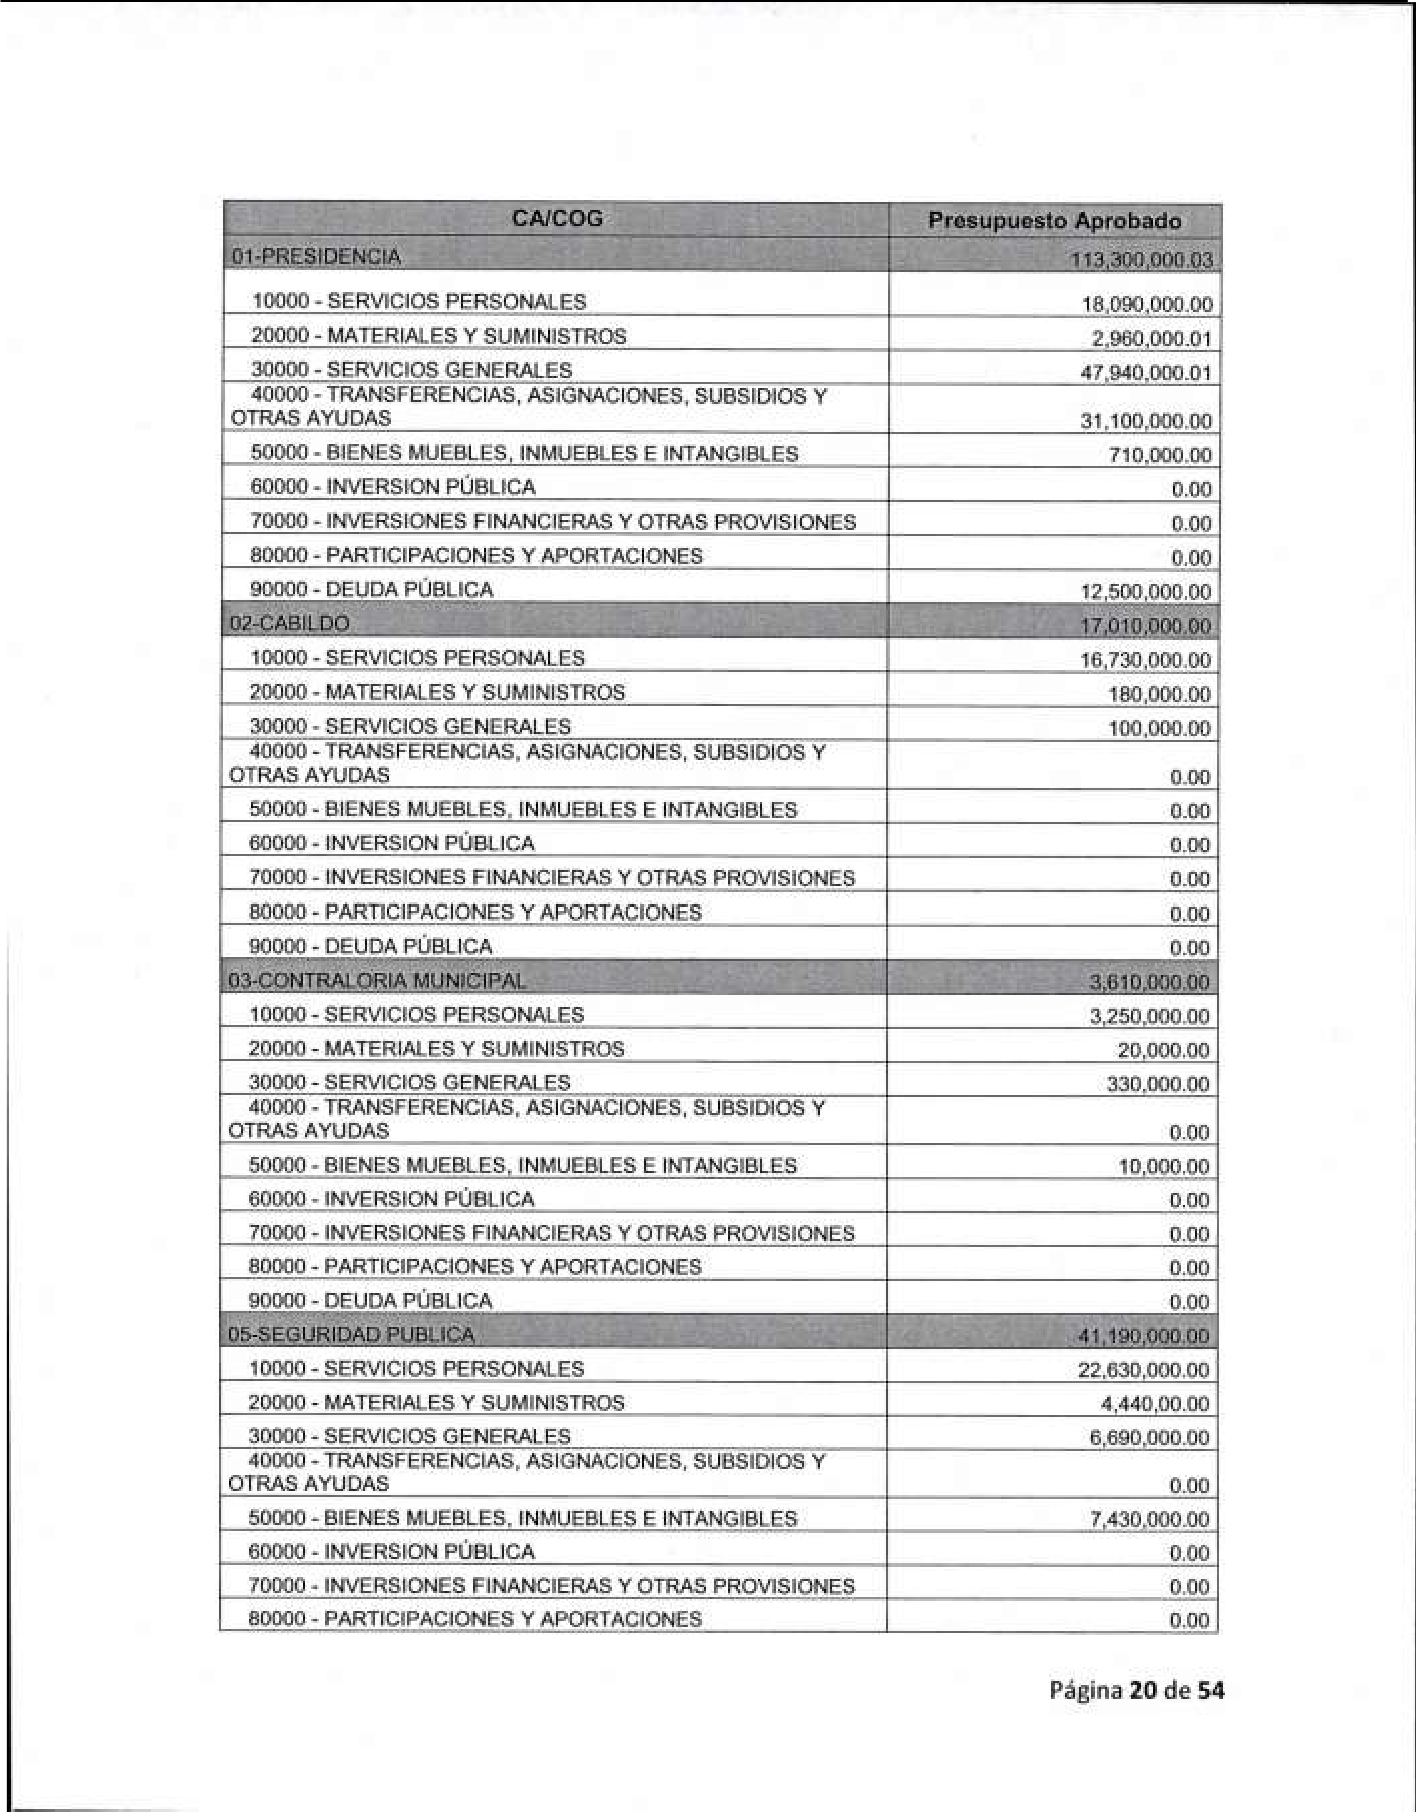 CA/COG Presupuesto Aprobado
01-PRESIDENCIA 113,300,000.03
10000 - SERVICIOS PERSONALES 18,090,000.00
20000 - MATERIALES Y SUMINISTROS 2,960,000.01
30000 - SERVICIOS GENERALES 47,940,000.01
40000 - TRANSFERENCIAS, ASIGNACIONES, SUBSIDIOS Y
OTRAS AYUDAS 31,100,000.00
50000 - BIENES MUEBLES, INMUEBLES E INTANGIBLES 710,000.00
60000 - INVERSION PÚBLICA 0.00
70000 - INVERSIONES FINANCIERAS Y OTRAS PROVISIONES 0.00
80000 - PARTICIPACIONES Y APORTACIONES 0.00
90000 - DEUDA PÚBLICA 12,500,000.00
02-CABILDO 17,010,000.00
10000 - SERVICIOS PERSONALES 16,730,000.00
20000 - MATERIALES Y SUMINISTROS 180,000.00
30000 - SERVICIOS GENERALES 100,000.00
40000 - TRANSFERENCIAS, ASIGNACIONES, SUBSIDIOS Y
OTRAS AYUDAS 0.00
50000 - BIENES MUEBLES, INMUEBLES E INTANGIBLES 0.00
60000 - INVERSION PÚBLICA 0.00
70000 - INVERSIONES FINANCIERAS Y OTRAS PROVISIONES 0.00
80000 - PARTICIPACIONES Y APORTACIONES 0.00
90000 - DEUDA PÚBLICA 0.00
03-CONTRALORIA MUNICIPAL 3,610,000.00
10000 - SERVICIOS PERSONALES 3,250,000.00
20000 - MATERIALES Y SUMINISTROS 20,000.00
30000 - SERVICIOS GENERALES 330,000.00
40000 - TRANSFERENCIAS, ASIGNACIONES, SUBSIDIOS Y
OTRAS AYUDAS 0.00
50000 - BIENES MUEBLES, INMUEBLES E INTANGIBLES 10,000.00
60000 - INVERSION PÚBLICA 0.00
70000 - INVERSIONES FINANCIERAS Y OTRAS PROVISIONES 0.00
80000 - PARTICIPACIONES Y APORTACIONES 0.00
90000 - DEUDA PÚBLICA 0.00
05-SEGURIDAD PUBLICA 41,190,000.00
10000 - SERVICIOS PERSONALES 22,630,000.00
20000 - MATERIALES Y SUMINISTROS 4,440,00.00
30000 - SERVICIOS GENERALES 6,690,000.00
40000 - TRANSFERENCIAS, ASIGNACIONES, SUBSIDIOS Y
OTRAS AYUDAS 0.00
50000 - BIENES MUEBLES, INMUEBLES E INTANGIBLES 7,430,000.00
60000 - INVERSION PÚBLICA 0.00
70000 - INVERSIONES FINANCIERAS Y OTRAS PROVISIONES 0.00
80000 - PARTICIPACIONES Y APORTACIONES 0.00
Página 20 de 54